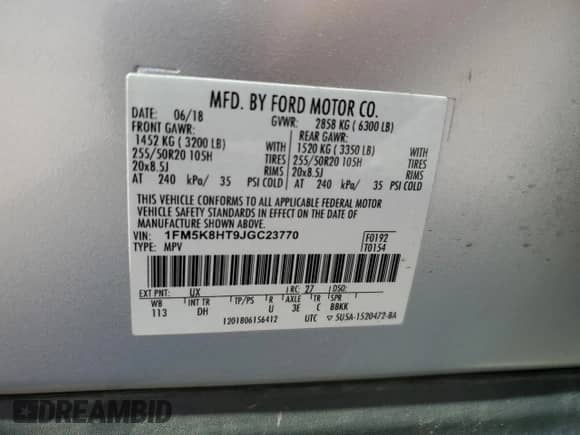 MFD. BY FORD MOTOR CO.
DATE: 06/18 GVWR: 2858 KG ( 6300 LB)
FRONT GAWR: REAR GAWR:
1452 KG ( 3200 LB) WITH 1520 KG ( 3350 LB) WITH
255/50R20 105H TIRES 255/50R20 105H TIRES
20x8.5J RIMS 20x8.5J RIMS
AT 240 kPa/ 35 PSI COLD AT 240 kPa/ 35 PSI COLD
THIS VEHICLE CONFORMS TO ALL APPLICABLE FEDERAL MOTOR
VEHICLE SAFETY STANDARDS IN EFFECT ON THE DATE OF
MANUFACTURE SHOWN ABOVE.
VIN: 1FM5K8HT9JGC23770 F0192
TYPE: MPV T0154
EXT PNT: UX RC: 27 DSO:
WB INT TR TP/PS R AXLE TR SPR
113 DH U 3E C BBKK
1201806156412 UTC ▽ 5U5A-1520472-BA
DREAMBID